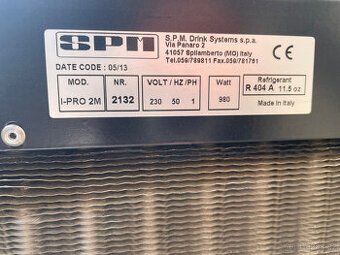 SPM
S.P.M. Drink Systems s.p.a.
Via Panaro 2
41057 Spilamberto (MO) Italy
Tel.059/789811 Fax.059/781761
CE
DATE CODE : 05/13
MOD. NR. VOLT / HZ /PH Watt Refrigerant
R 404 A 11.5 oz
I-PRO 2M 2132 230 50 1 980 Made in Italy